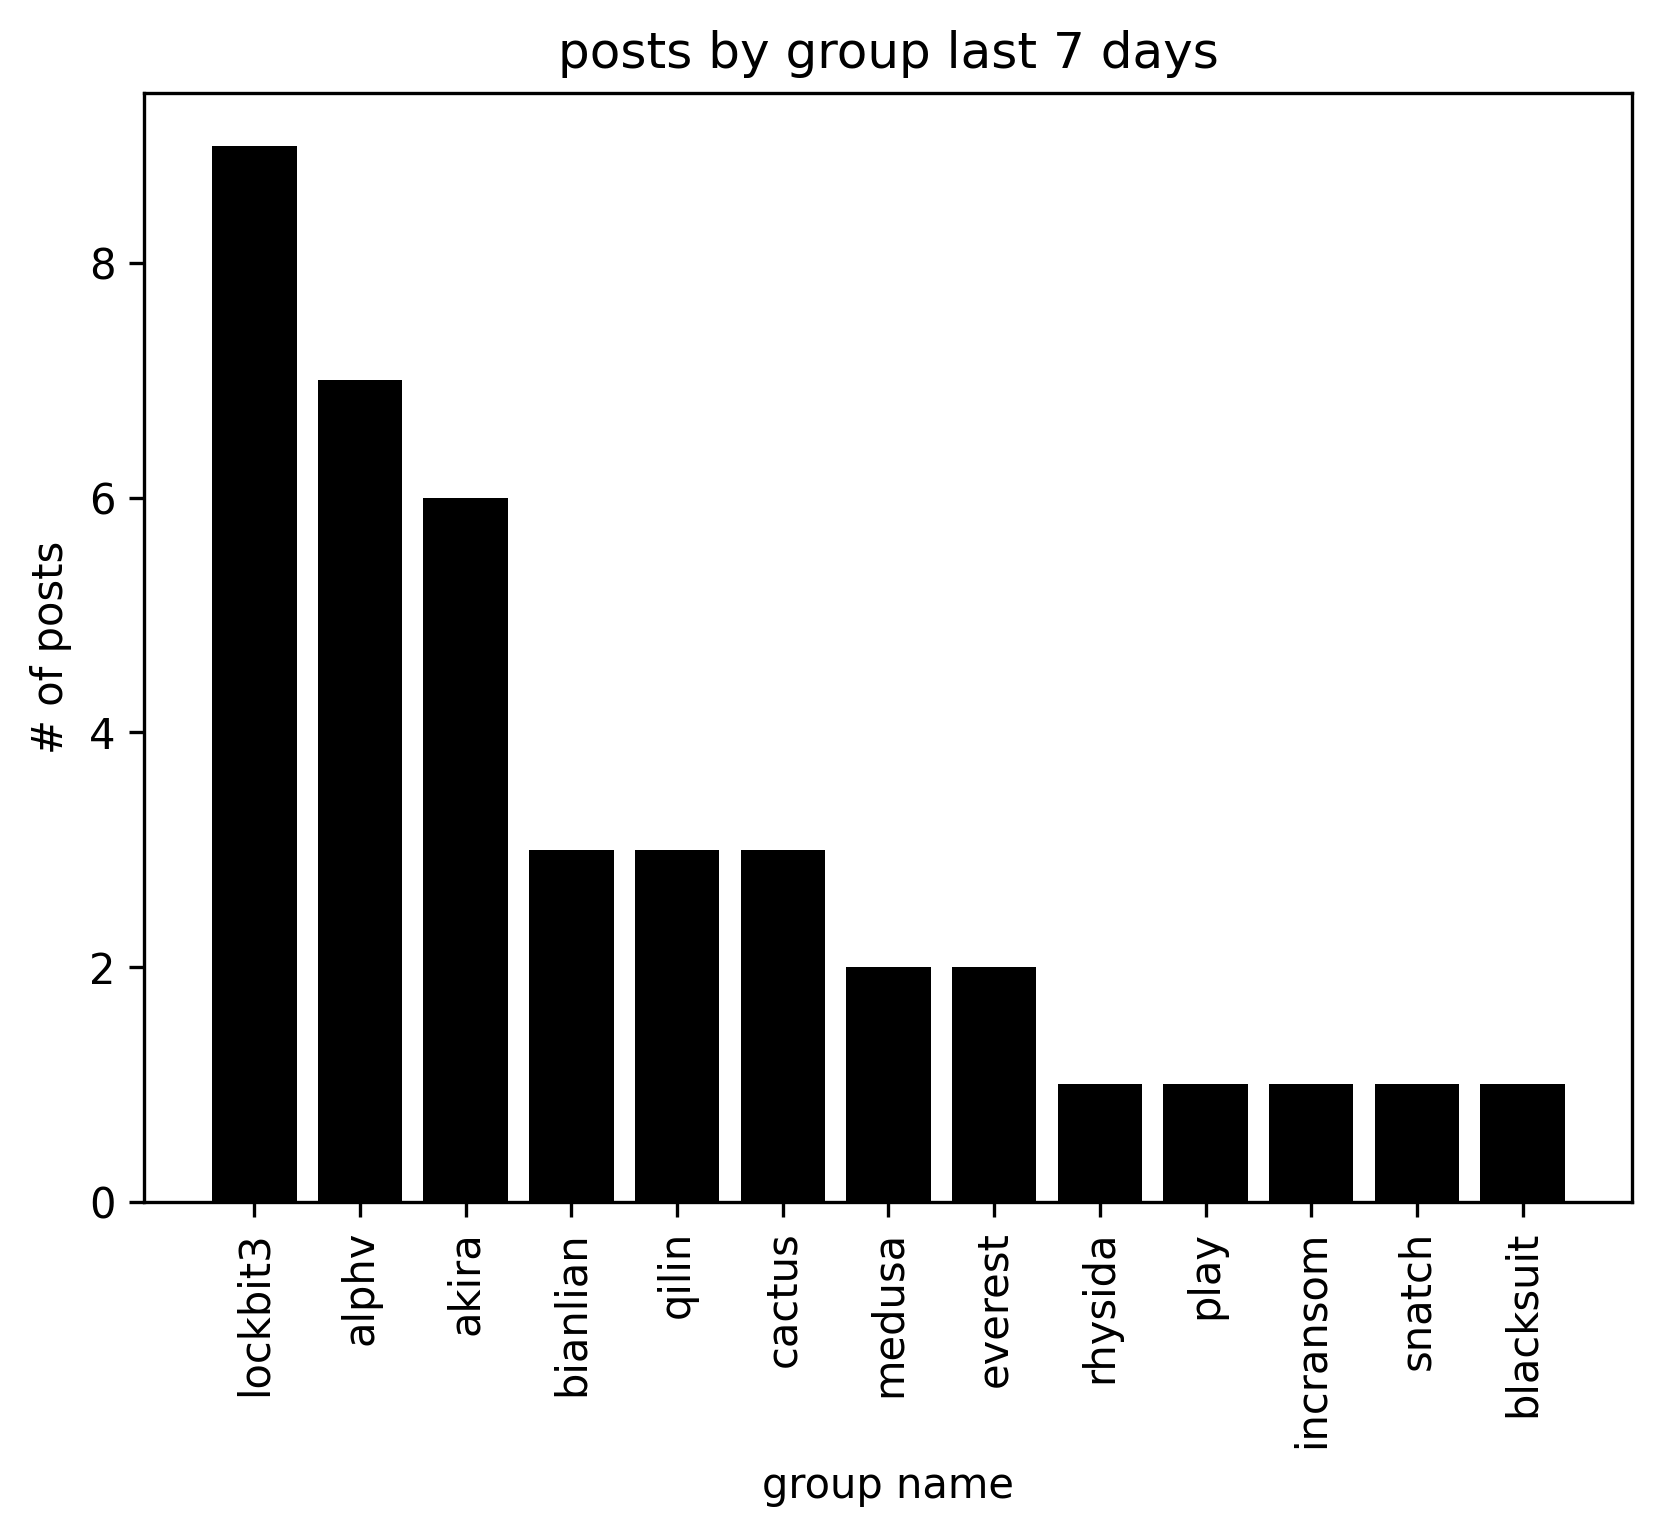 posts by group last 7 days
# of posts
8
6
4
2
0
lockbit3
alphv
akira
bianlian
qilin
cactus
medusa
everest
rhysida
play
incransom
snatch
blacksuit
group name